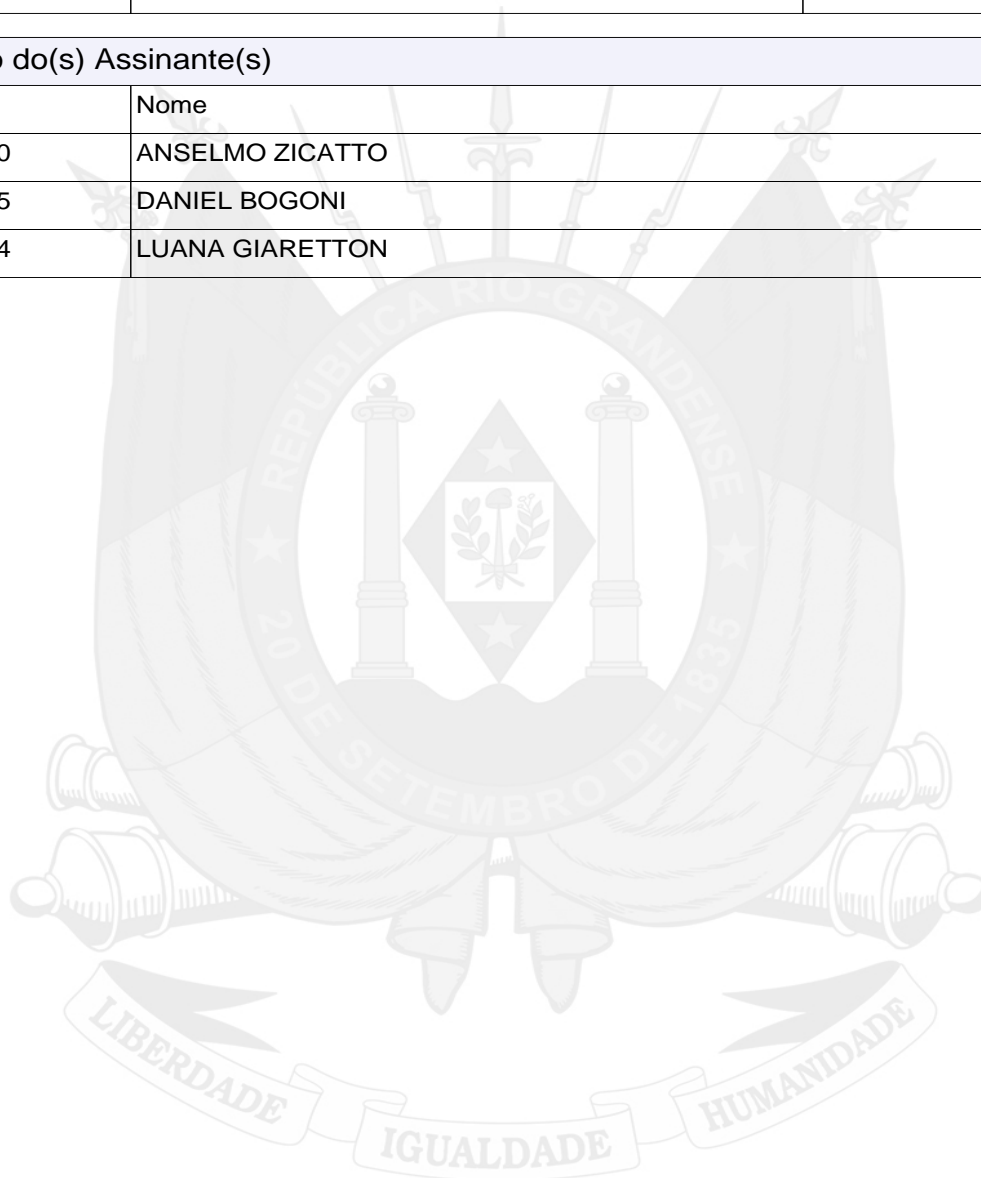 o do(s) Assinante(s)
Nome
0 ANSELMO ZICATTO
5 DANIEL BOGONI
4 LUANA GIARETTON
REPÚBLICA RIO-GRANDENSE
20 DE SETEMBRO DE 1835
LIBERDADE IGUALDADE HUMANIDADE